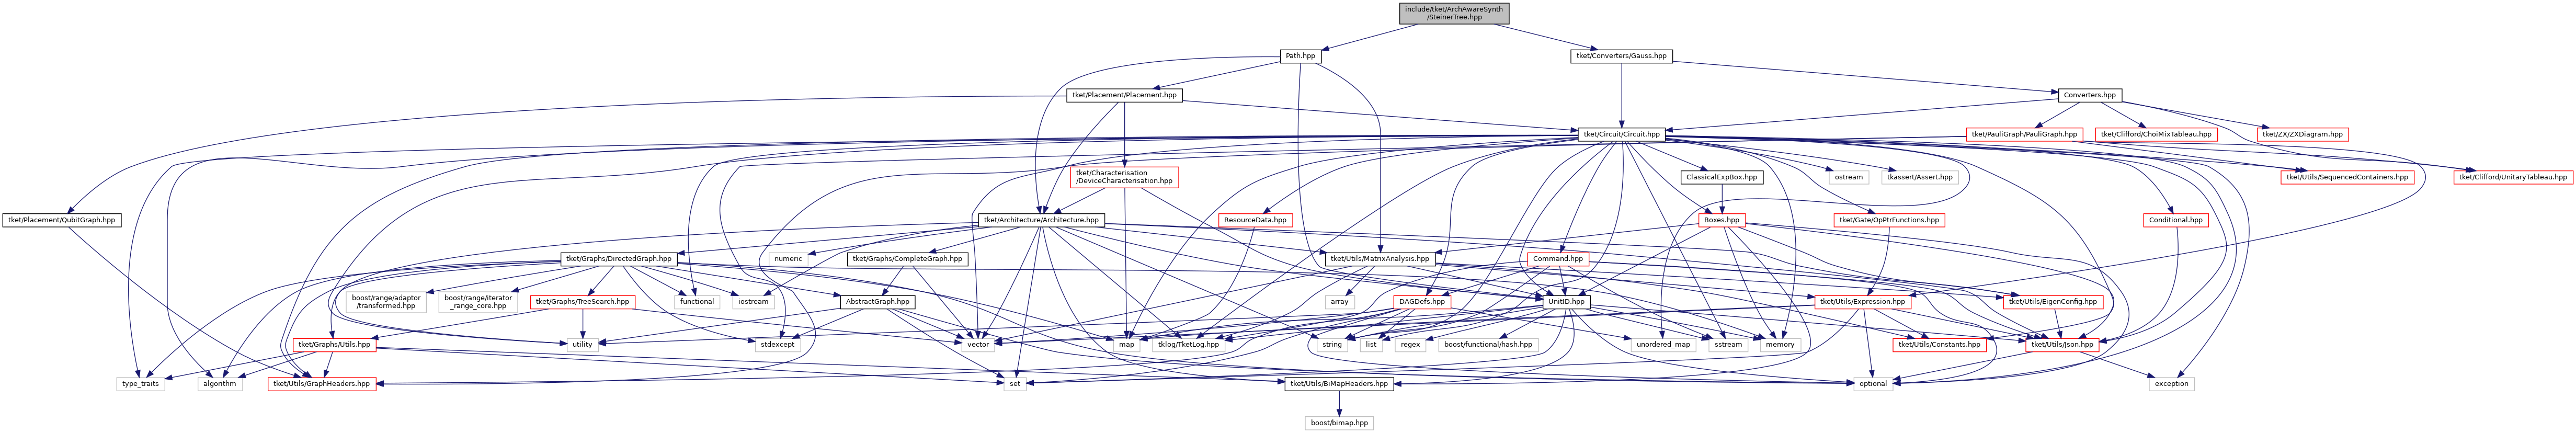 include/tket/ArchAwareSynth
/SteinerTree.hpp
Path.hpp
tket/Converters/Gauss.hpp
tket/Placement/Placement.hpp
Converters.hpp
tket/Circuit/Circuit.hpp
tket/PauliGraph/PauliGraph.hpp
tket/Clifford/ChoiMixTableau.hpp
tket/ZX/ZXDiagram.hpp
tket/Characterisation
/DeviceCharacterisation.hpp
ClassicalExpBox.hpp
ostream
tkassert/Assert.hpp
tket/Utils/SequencedContainers.hpp
tket/Clifford/UnitaryTableau.hpp
tket/Placement/QubitGraph.hpp
tket/Architecture/Architecture.hpp
ResourceData.hpp
Boxes.hpp
tket/Gate/OpPtrFunctions.hpp
Conditional.hpp
tket/Graphs/DirectedGraph.hpp
numeric
tket/Graphs/CompleteGraph.hpp
tket/Utils/MatrixAnalysis.hpp
Command.hpp
boost/range/adaptor
/transformed.hpp
boost/range/iterator
_range_core.hpp
tket/Graphs/TreeSearch.hpp
functional
iostream
AbstractGraph.hpp
array
DAGDefs.hpp
UnitID.hpp
tket/Utils/Expression.hpp
tket/Utils/EigenConfig.hpp
tket/Graphs/Utils.hpp
utility
stdexcept
vector
map
tklog/TketLog.hpp
string
list
regex
boost/functional/hash.hpp
unordered_map
sstream
memory
tket/Utils/Constants.hpp
tket/Utils/Json.hpp
type_traits
algorithm
tket/Utils/GraphHeaders.hpp
set
tket/Utils/BiMapHeaders.hpp
optional
exception
boost/bimap.hpp